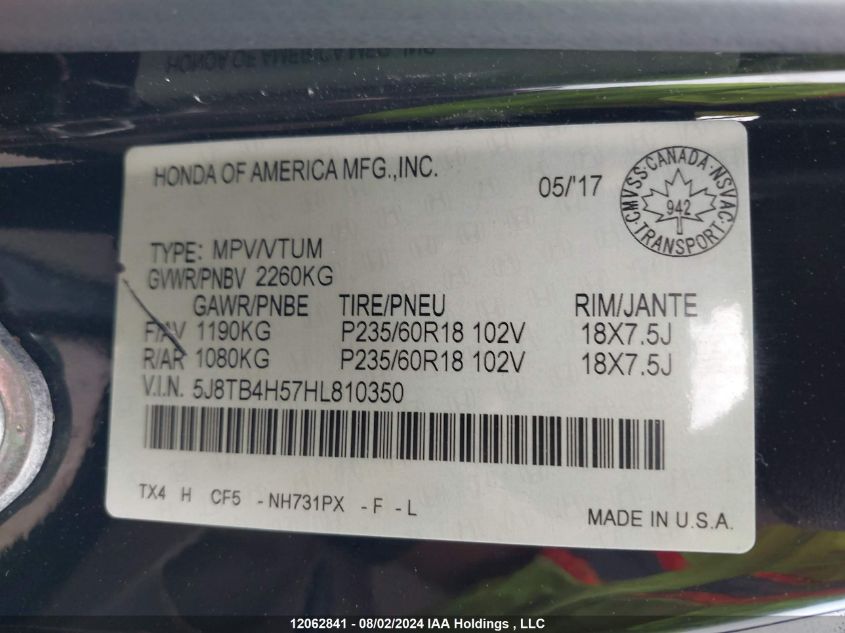 HONDA OF AMERICA MFG.,INC.
05/'17
CMVSS·CANADA·NSVAC·TRANSPORT·
942
TYPE: MPV/VTUM
GVWR/PNBV 2260KG
GAWR/PNBE TIRE/PNEU RIM/JANTE
F/AV 1190KG P235/60R18 102V 18X7.5J
R/AR 1080KG P235/60R18 102V 18X7.5J
V.I.N. 5J8TB4H57HL810350
TX4 H CF5 -NH731PX -F -L
MADE IN U.S.A.
12062841 - 08/02/2024 IAA Holdings , LLC